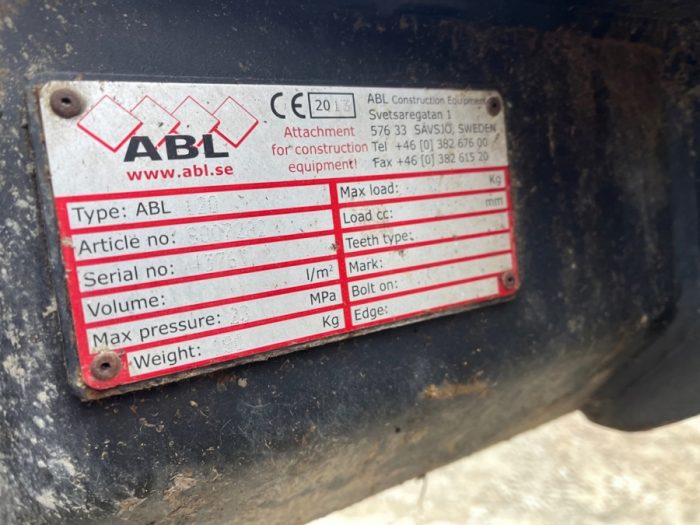 ABL
www.abl.se
CE 2013
Attachment
for construction
equipment!
ABL Construction Equipment
Svetsaregatan 1
576 33 SÄVSJÖ, SWEDEN
Tel +46 [0] 382 676 00
Fax +46 [0] 382 615 20
Type: ABL 120
Article no:
Serial no:
Volume: l/m²
Max pressure: MPa
Weight: Kg
Max load: Kg
Load cc: mm
Teeth type:
Mark:
Bolt on:
Edge: